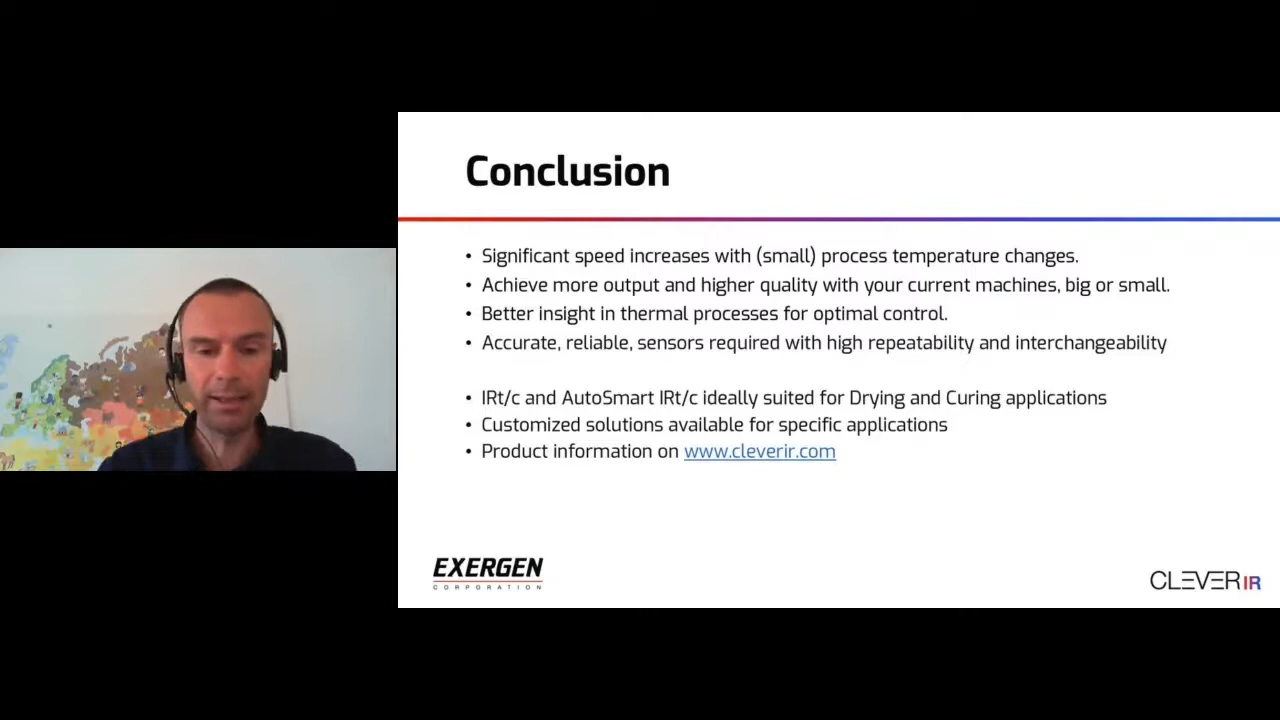 Conclusion
• Significant speed increases with (small) process temperature changes.
• Achieve more output and higher quality with your current machines, big or small.
• Better insight in thermal processes for optimal control.
• Accurate, reliable, sensors required with high repeatability and interchangeability
• IRt/c and AutoSmart IRt/c ideally suited for Drying and Curing applications
• Customized solutions available for specific applications
• Product information on www.cleverir.com
EXERGEN
CORPORATION
CLEVERIR